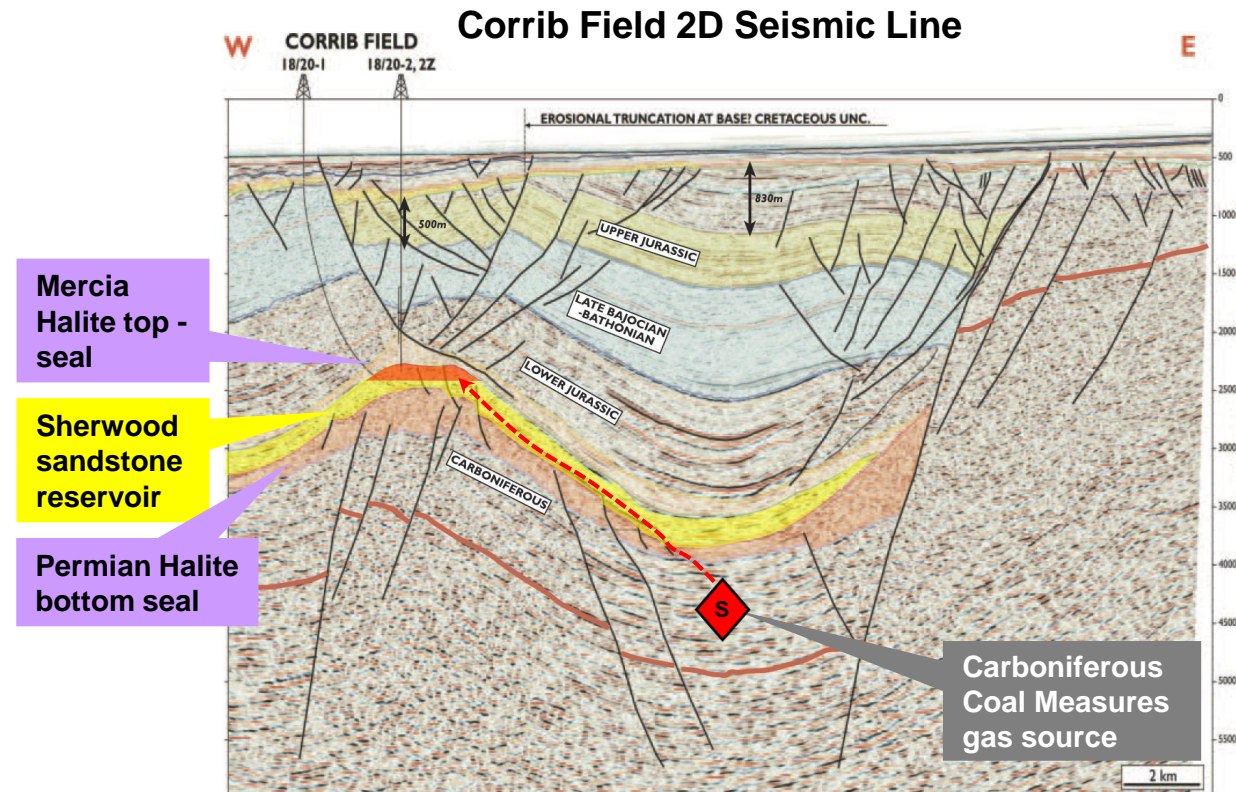 Corrib Field 2D Seismic Line
W
CORRIB FIELD
E
18/20-1
18/20-2, 2Z
0
EROSIONAL TRUNCATION AT BASE? CRETACEOUS UNC.
500
830m
500m
1000
UPPER JURASSIC
1500
Mercia
Halite top -
seal
LATE BAJOCIAN
-BATHONIAN
2000
LOWER JURASSIC
2500
Sherwood
sandstone
reservoir
3000
CARBONIFEROUS
3500
Permian Halite
bottom seal
4000
S
4500
Carboniferous
Coal Measures
gas source
5000
5500
2 km